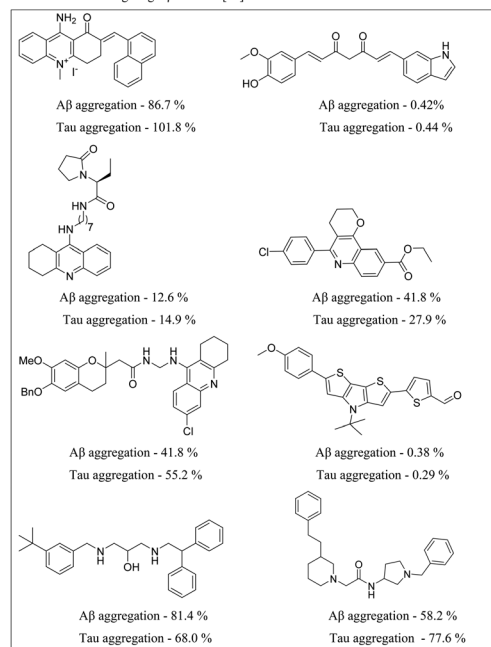 NH2
O
N+
I-
Aβ aggregation - 86.7 %
Tau aggregation - 101.8 %
O
O
O
HO
H
N
Aβ aggregation - 0.42%
Tau aggregation - 0.44 %
O
N
O
NH
7
HN
N
Aβ aggregation - 12.6 %
Tau aggregation - 14.9 %
O
Cl
N
O
O
Aβ aggregation - 41.8 %
Tau aggregation - 27.9 %
MeO
BnO
O
Me
O
H
N
HN
N
Cl
Aβ aggregation - 41.8 %
Tau aggregation - 55.2 %
O
S
S
S
O
N
Aβ aggregation - 0.38 %
Tau aggregation - 0.29 %
N
H
OH
H
N
Aβ aggregation - 81.4 %
Tau aggregation - 68.0 %
N
O
N
H
N
Aβ aggregation - 58.2 %
Tau aggregation - 77.6 %